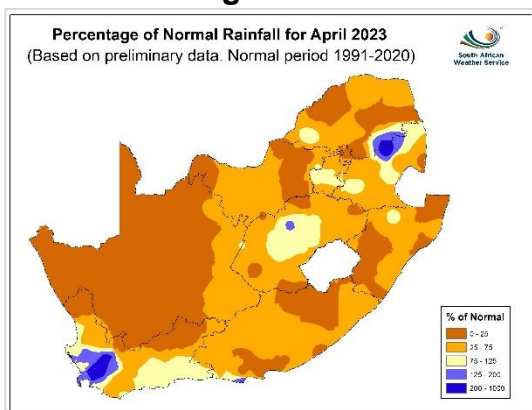 Percentage of Normal Rainfall for April 2023
(Based on preliminary data. Normal period 1991-2020)
South African
Weather Service
% of Normal
0 - 25
25 - 75
75 - 125
125 - 200
200 - 1000